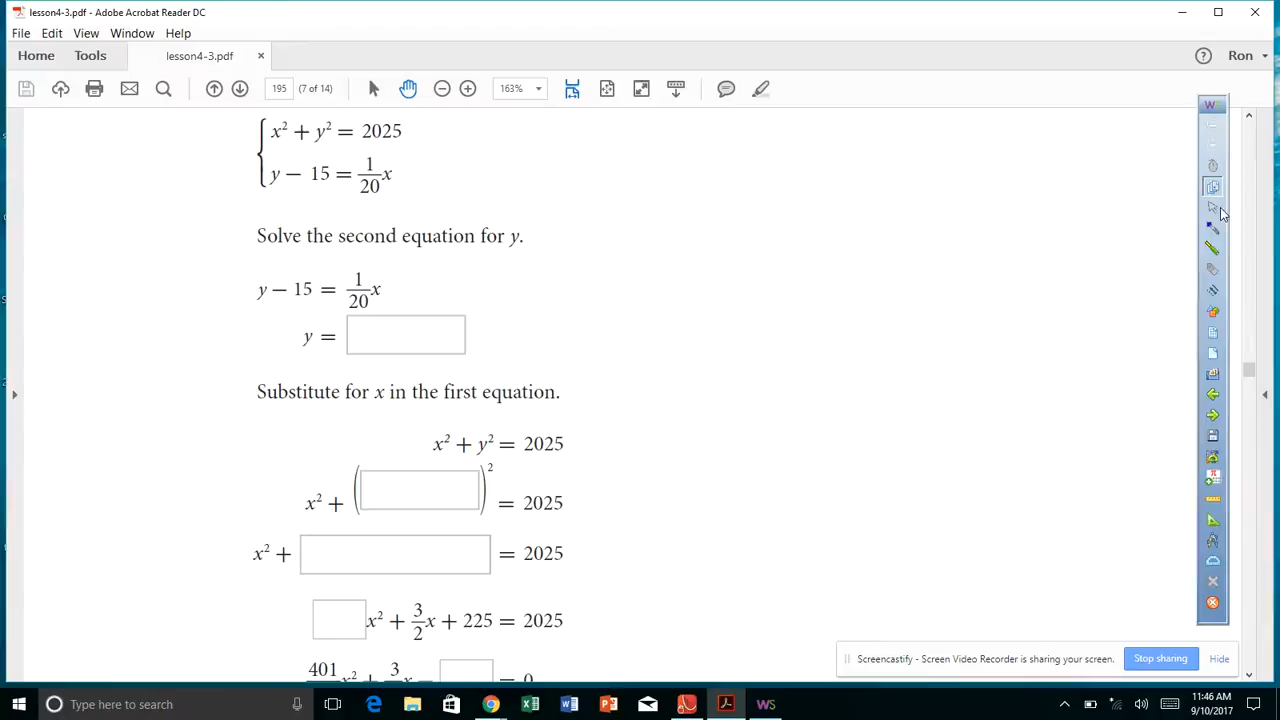 lesson4-3.pdf - Adobe Acrobat Reader DC
File Edit View Window Help
Home Tools lesson4-3.pdf × Ron
195 (7 of 14) 163%
x² + y² = 2025
y − 15 = 1/20 x
Solve the second equation for y.
y − 15 = 1/20 x
y =
Substitute for x in the first equation.
x² + y² = 2025
x² + ( )² = 2025
x² + = 2025
x² + 3/2 x + 225 = 2025
401 x² + 3 x − = 0
Screencastify - Screen Video Recorder is sharing your screen. Stop sharing Hide
Type here to search
11:46 AM
9/10/2017